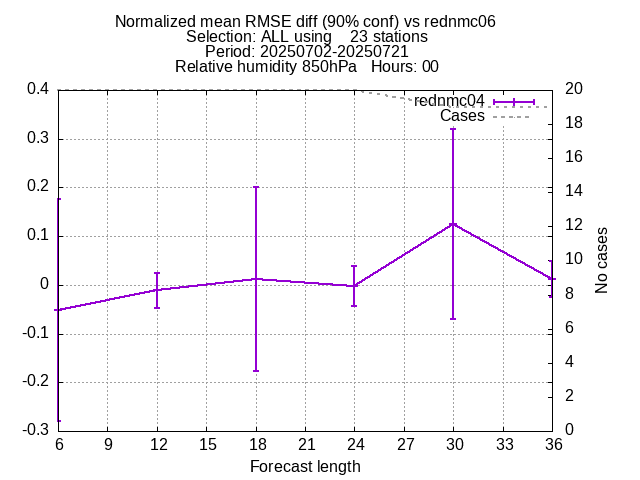 Normalized mean RMSE diff (90% conf) vs rednmc06
Selection: ALL using    23 stations
Period: 20250702-20250721
Relative humidity 850hPa   Hours: 00
rednmc04
Cases
0.4
0.3
0.2
0.1
0
-0.1
-0.2
-0.3
20
18
16
14
12
10
8
6
4
2
0
No cases
6 9 12 15 18 21 24 27 30 33 36
Forecast length